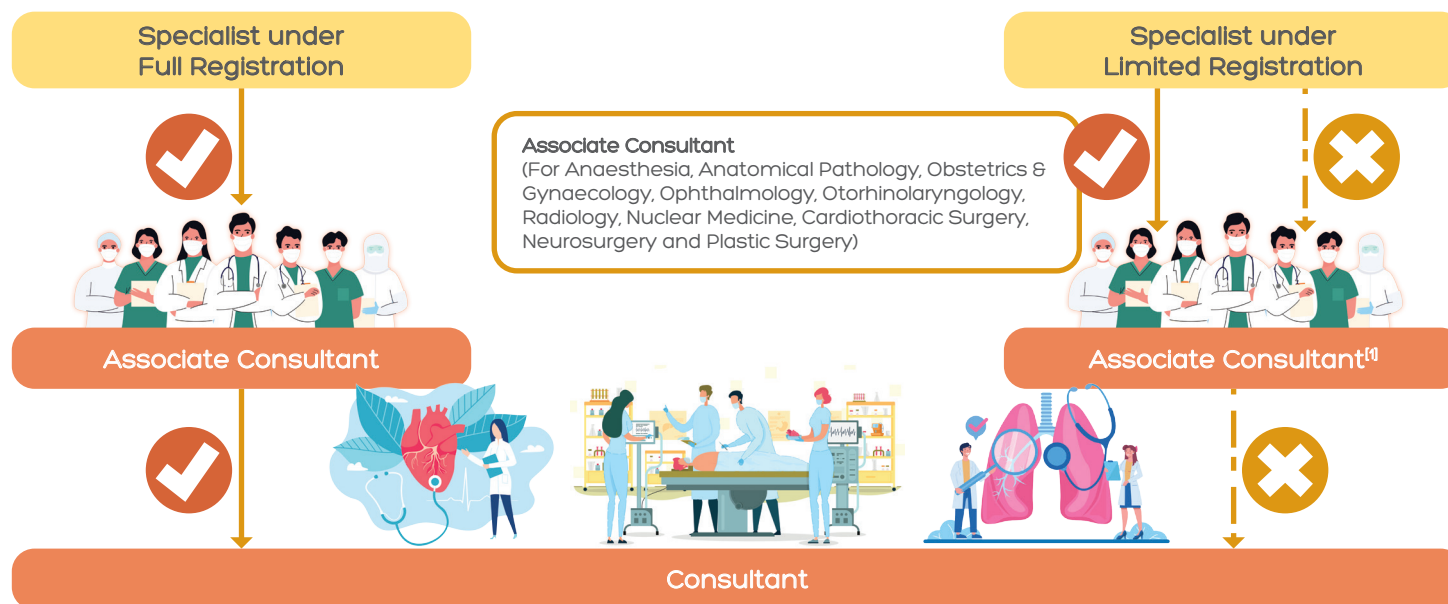 Specialist under
Full Registration
Specialist under
Limited Registration
Associate Consultant
(For Anaesthesia, Anatomical Pathology, Obstetrics &
Gynaecology, Ophthalmology, Otorhinolaryngology,
Radiology, Nuclear Medicine, Cardiothoracic Surgery,
Neurosurgery and Plastic Surgery)
Associate Consultant
Associate Consultant[1]
Consultant